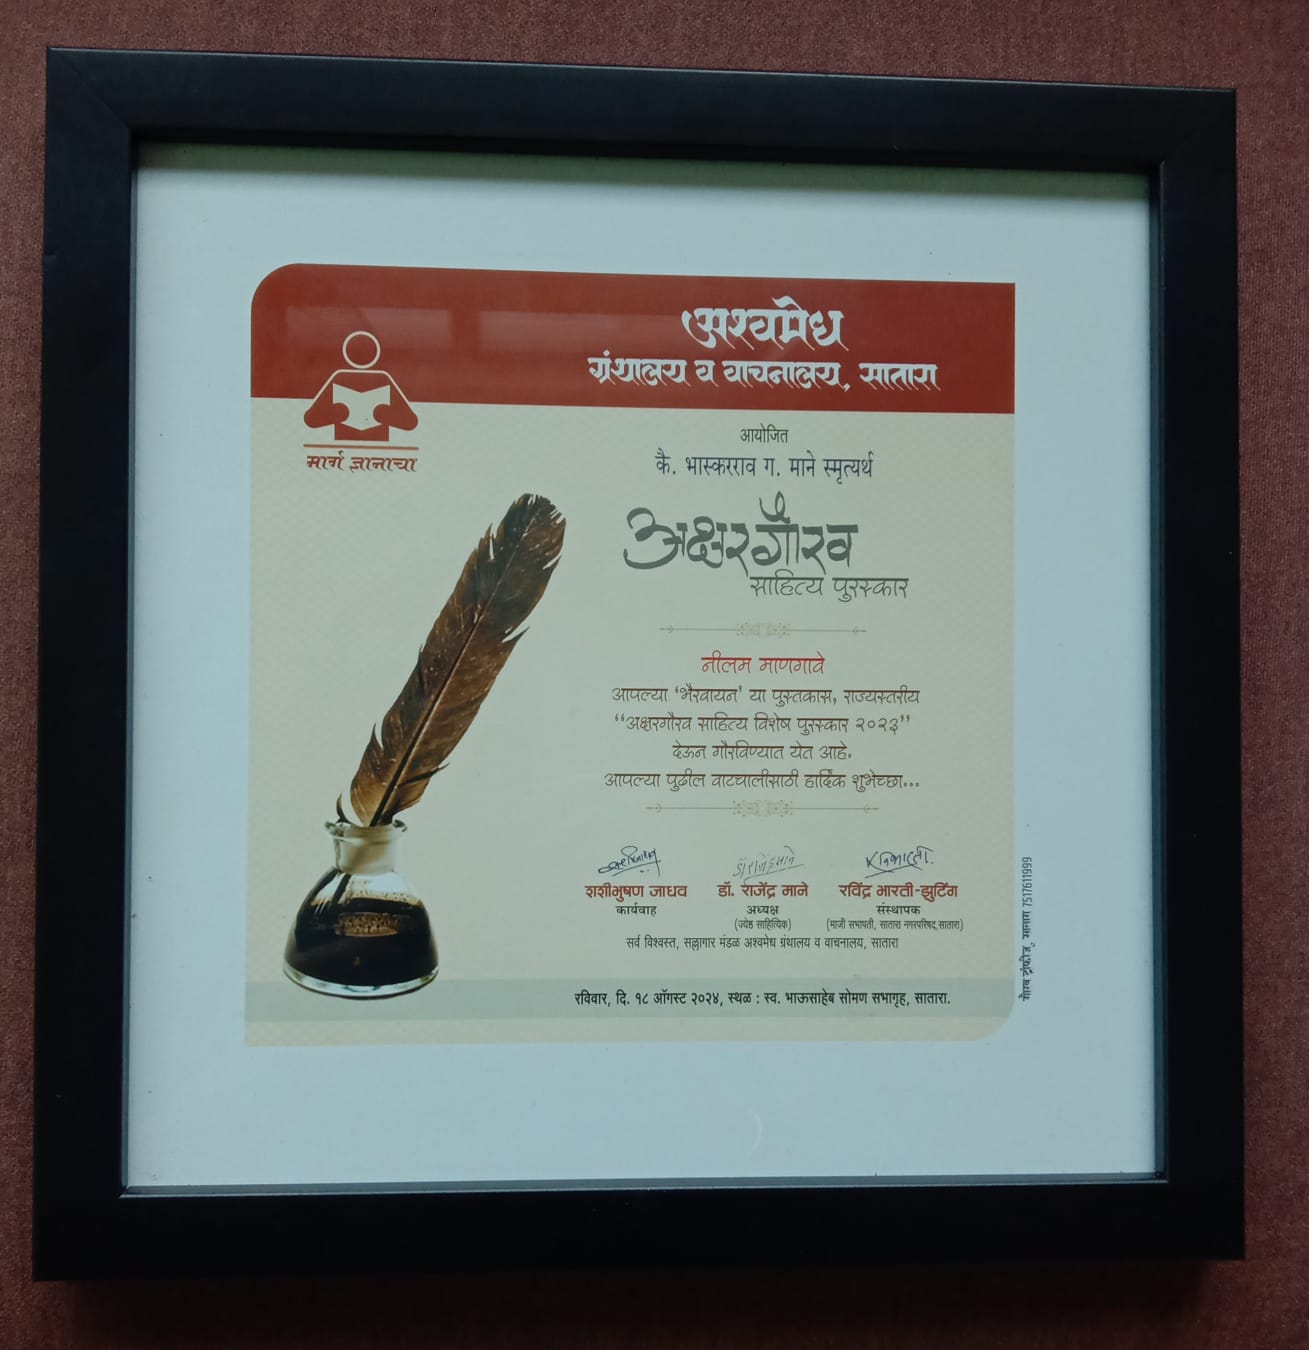 अश्वमेध
ग्रंथालय व वाचनालय, सातारा
मार्ग ज्ञानाचा
आयोजित
कै. भास्करराव ग. माने स्मृत्यर्थ
अक्षरगौरव
साहित्य पुरस्कार
नीलम माणगावे
आपल्या 'भैरवायन' या पुस्तकास, राज्यस्तरीय
"अक्षरगौरव साहित्य विशेष पुरस्कार २०२३"
देऊन गौरविण्यात येत आहे.
आपल्या पुढील वाटचालीसाठी हार्दिक शुभेच्छा...
शशीभुषण जाधव
कार्यवाह
डॉ. राजेंद्र माने
अध्यक्ष
(ज्येष्ठ साहित्यिक)
रविंद्र भारती-झुटिंग
संस्थापक
(माजी सभापती, सातारा नगरपरिषद,सातारा)
सर्व विश्वस्त, सल्लागार मंडळ अश्वमेध ग्रंथालय व वाचनालय, सातारा
रविवार, दि. १८ ऑगस्ट २०२४, स्थळ : स्व. भाऊसाहेब सोमण सभागृह, सातारा.
सातारा 7517611999